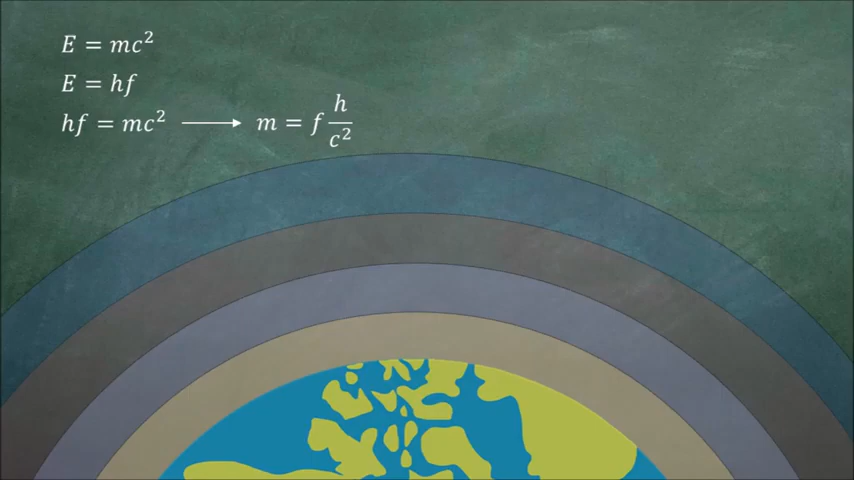 E = mc²
E = hf
hf = mc² ⟶ m = f h/c²